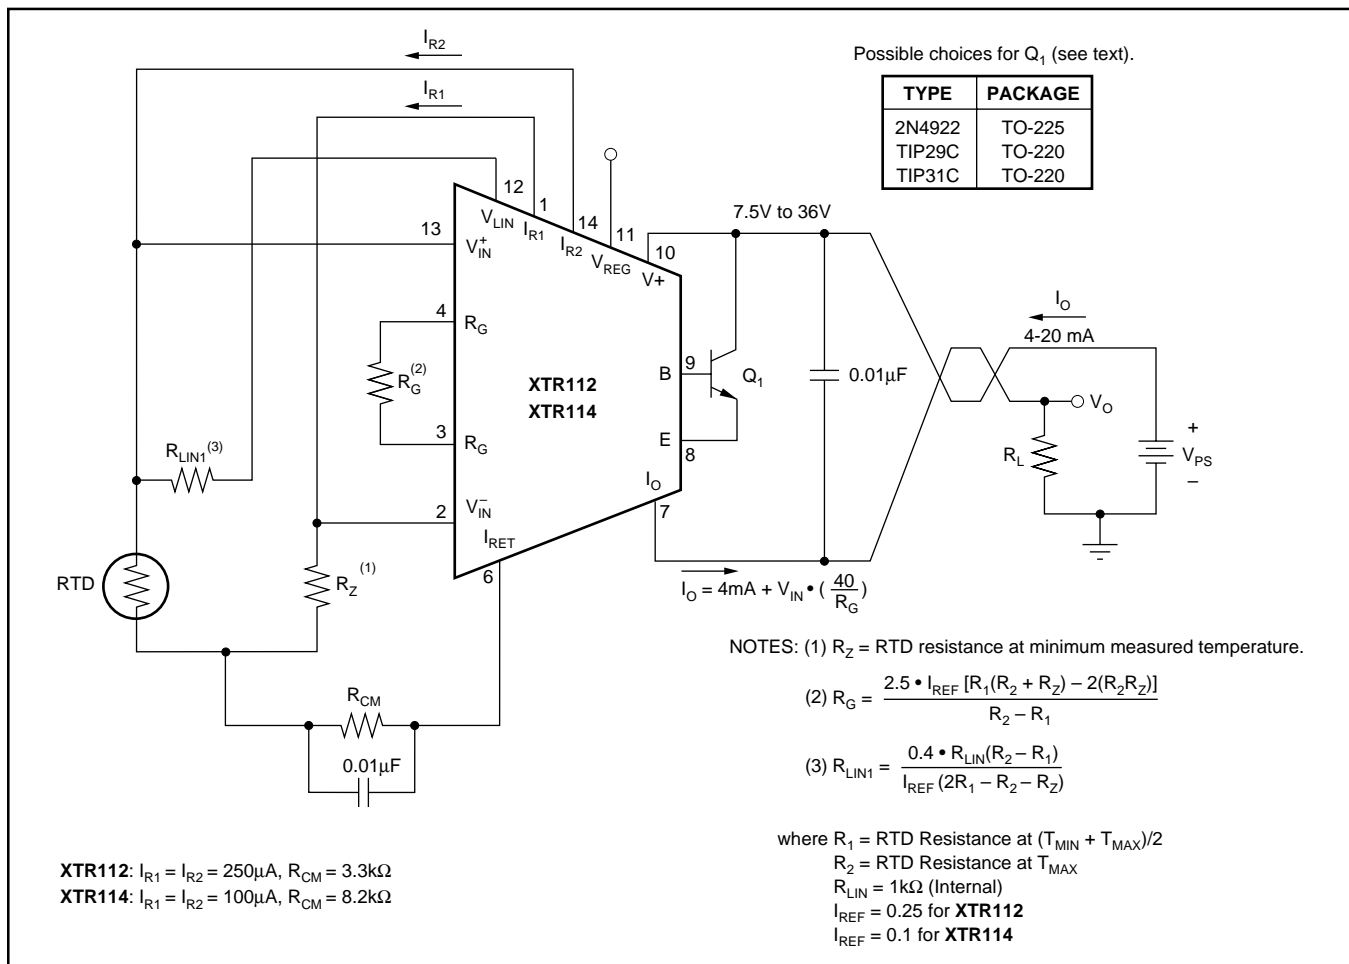 I_R2
Possible choices for Q_1 (see text).
I_R1
TYPE PACKAGE
2N4922 TO-225
TIP29C TO-220
TIP31C TO-220
12
1
14
11
10
7.5V to 36V
13
V_LIN
I_R1
I_R2
V_REG
V+
V_IN^+
I_O
4-20 mA
4
R_G
R_G^(2)
XTR112
XTR114
B
9
Q_1
0.01µF
V_O
3
R_G
E
8
R_LIN1^(3)
R_L
+
V_PS
–
I_O
7
2
V_IN^–
I_RET
6
RTD
R_Z^(1)
I_O = 4mA + V_IN • (40/R_G)
R_CM
0.01µF
NOTES: (1) R_Z = RTD resistance at minimum measured temperature.
(2) R_G = 2.5 • I_REF [R_1(R_2 + R_Z) – 2(R_2R_Z)] / R_2 – R_1
(3) R_LIN1 = 0.4 • R_LIN(R_2 – R_1) / I_REF (2R_1 – R_2 – R_Z)
where R_1 = RTD Resistance at (T_MIN + T_MAX)/2
R_2 = RTD Resistance at T_MAX
R_LIN = 1kΩ (Internal)
I_REF = 0.25 for XTR112
I_REF = 0.1 for XTR114
XTR112: I_R1 = I_R2 = 250µA, R_CM = 3.3kΩ
XTR114: I_R1 = I_R2 = 100µA, R_CM = 8.2kΩ